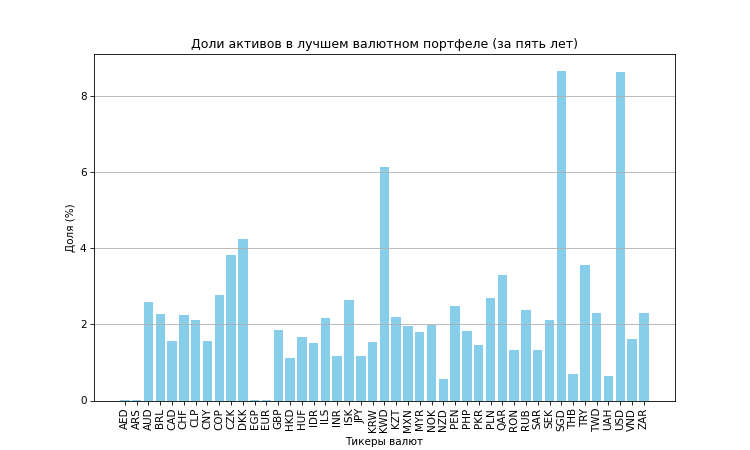 Доли активов в лучшем валютном портфеле (за пять лет)
Доля (%)
8
6
4
2
0
AED ARS AUD BRL CAD CHF CLP CNY COP CZK DKK EGP EUR GBP HKD HUF IDR ILS INR ISK JPY KRW KWD KZT MXN MYR NOK NZD PEN PHP PKR PLN QAR RON RUB SAR SEK SGD THB TRY TWD UAH USD VND ZAR
Тикеры валют